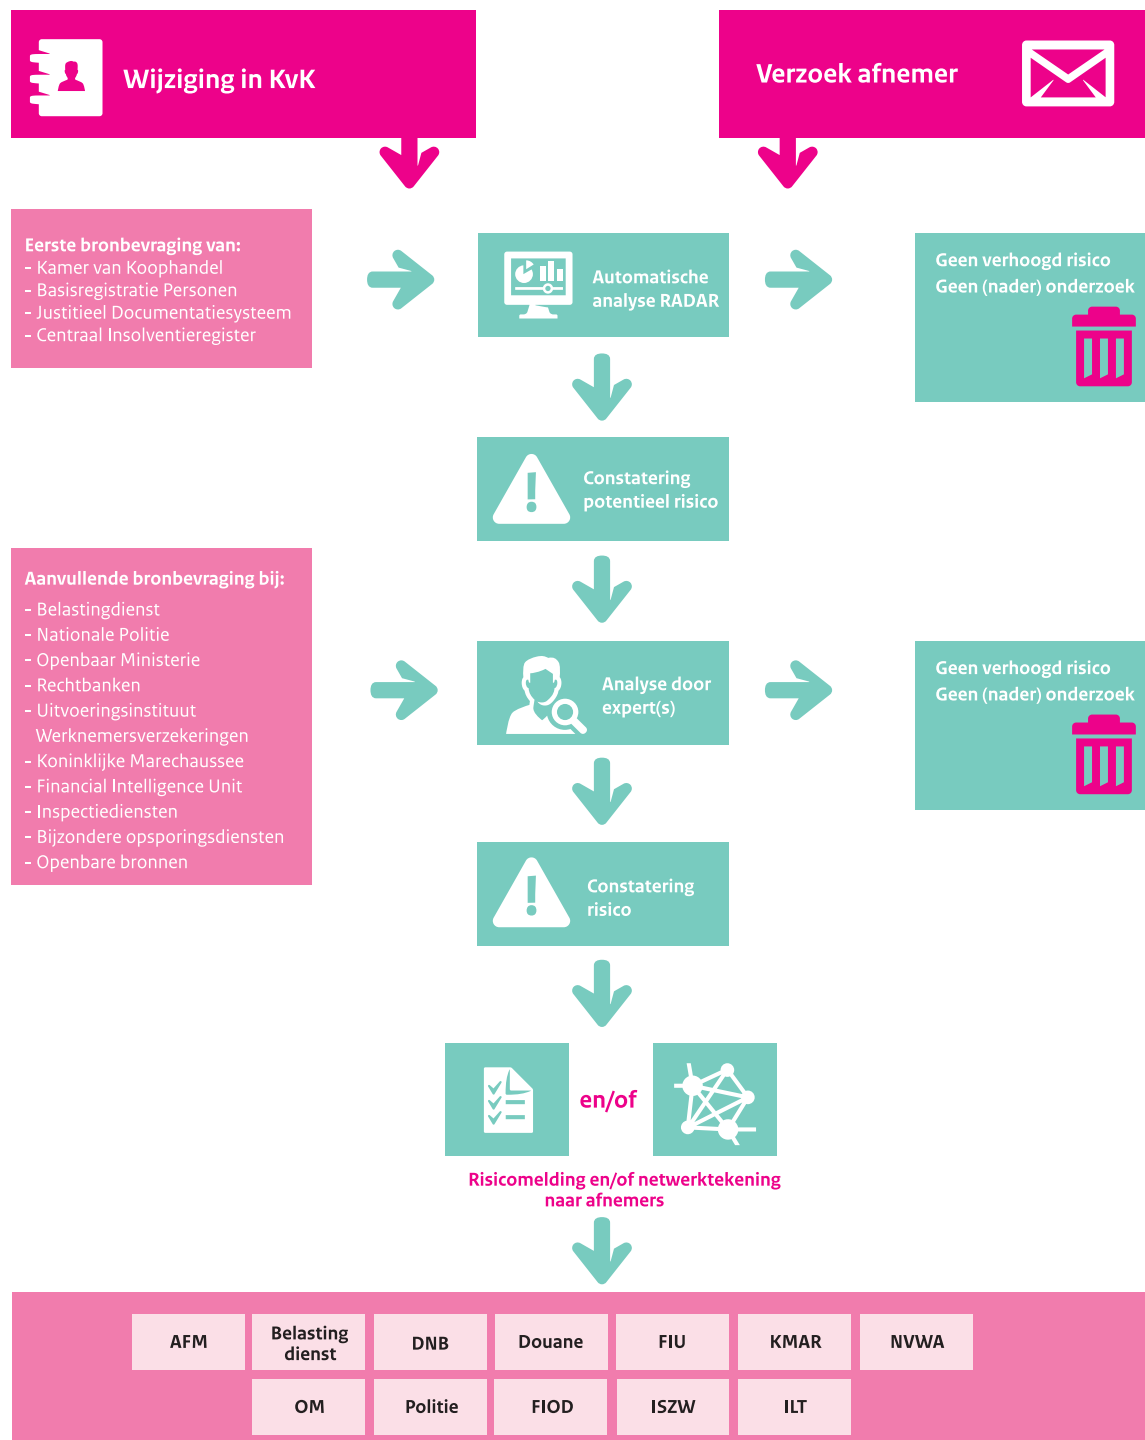 Wijziging in KvK
Verzoek afnemer
Eerste bronbevraging van:
- Kamer van Koophandel
- Basisregistratie Personen
- Justitieel Documentatiesysteem
- Centraal Insolventieregister
Automatische
analyse RADAR
Geen verhoogd risico
Geen (nader) onderzoek
Constatering
potentieel risico
Aanvullende bronbevraging bij:
- Belastingdienst
- Nationale Politie
- Openbaar Ministerie
- Rechtbanken
- Uitvoeringsinstituut
Werknemersverzekeringen
- Koninklijke Marechaussee
- Financial Intelligence Unit
- Inspectiediensten
- Bijzondere opsporingsdiensten
- Openbare bronnen
Analyse door
expert(s)
Geen verhoogd risico
Geen (nader) onderzoek
Constatering
risico
en/of
Risicomelding en/of netwerktekening
naar afnemers
AFM
Belasting
dienst
DNB
Douane
FIU
KMAR
NVWA
OM
Politie
FIOD
ISZW
ILT